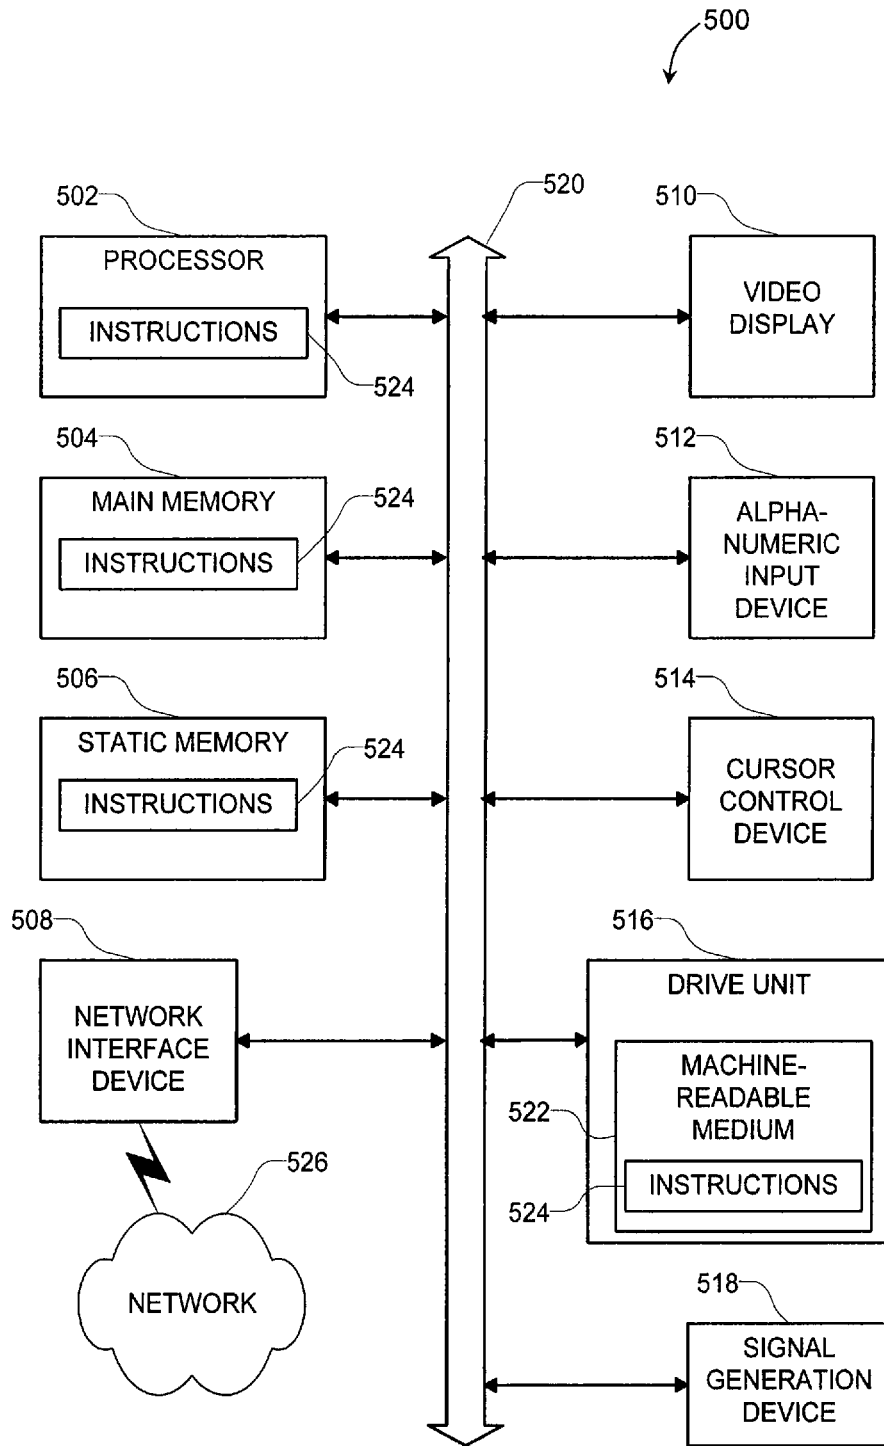 500
502
PROCESSOR
INSTRUCTIONS
524
504
MAIN MEMORY
524
INSTRUCTIONS
506
STATIC MEMORY
524
INSTRUCTIONS
508
NETWORK
INTERFACE
DEVICE
526
NETWORK
520
510
VIDEO
DISPLAY
512
ALPHA-
NUMERIC
INPUT
DEVICE
514
CURSOR
CONTROL
DEVICE
516
DRIVE UNIT
522
MACHINE-
READABLE
MEDIUM
524
INSTRUCTIONS
518
SIGNAL
GENERATION
DEVICE